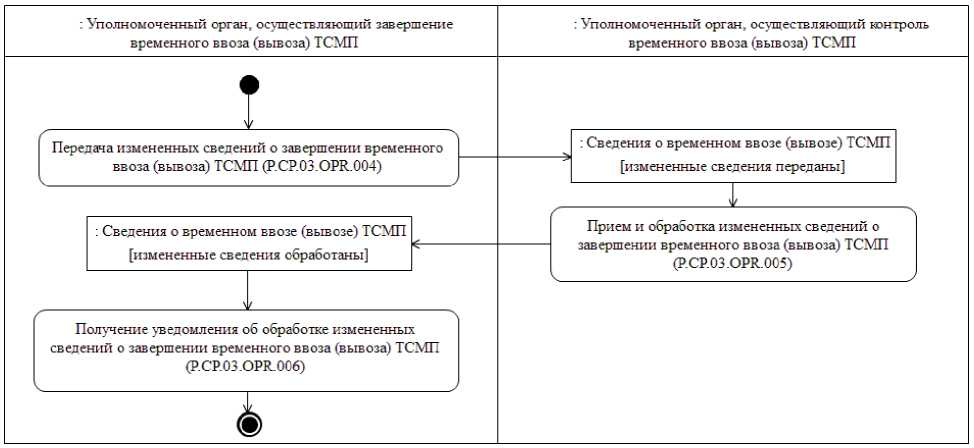 : Уполномоченный орган, осуществляющий завершение
временного ввоза (вывоза) ТСМП
: Уполномоченный орган, осуществляющий контроль
временного ввоза (вывоза) ТСМП
Передача измененных сведений о завершении временного
ввоза (вывоза) ТСМП (P.CP.03.OPR.004)
: Сведения о временном ввозе (вывозе) ТСМП
[измененные сведения переданы]
Прием и обработка измененных сведений о
завершении временного ввоза (вывоза) ТСМП
(P.CP.03.OPR.005)
: Сведения о временном ввозе (вывозе) ТСМП
[измененные сведения обработаны]
Получение уведомления об обработке измененных
сведений о завершении временного ввоза (вывоза) ТСМП
(P.CP.03.OPR.006)